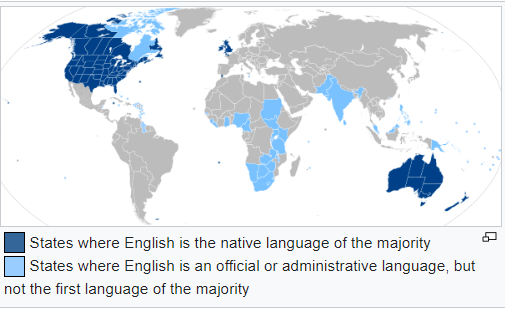 States where English is the native language of the majority
States where English is an official or administrative language, but
not the first language of the majority